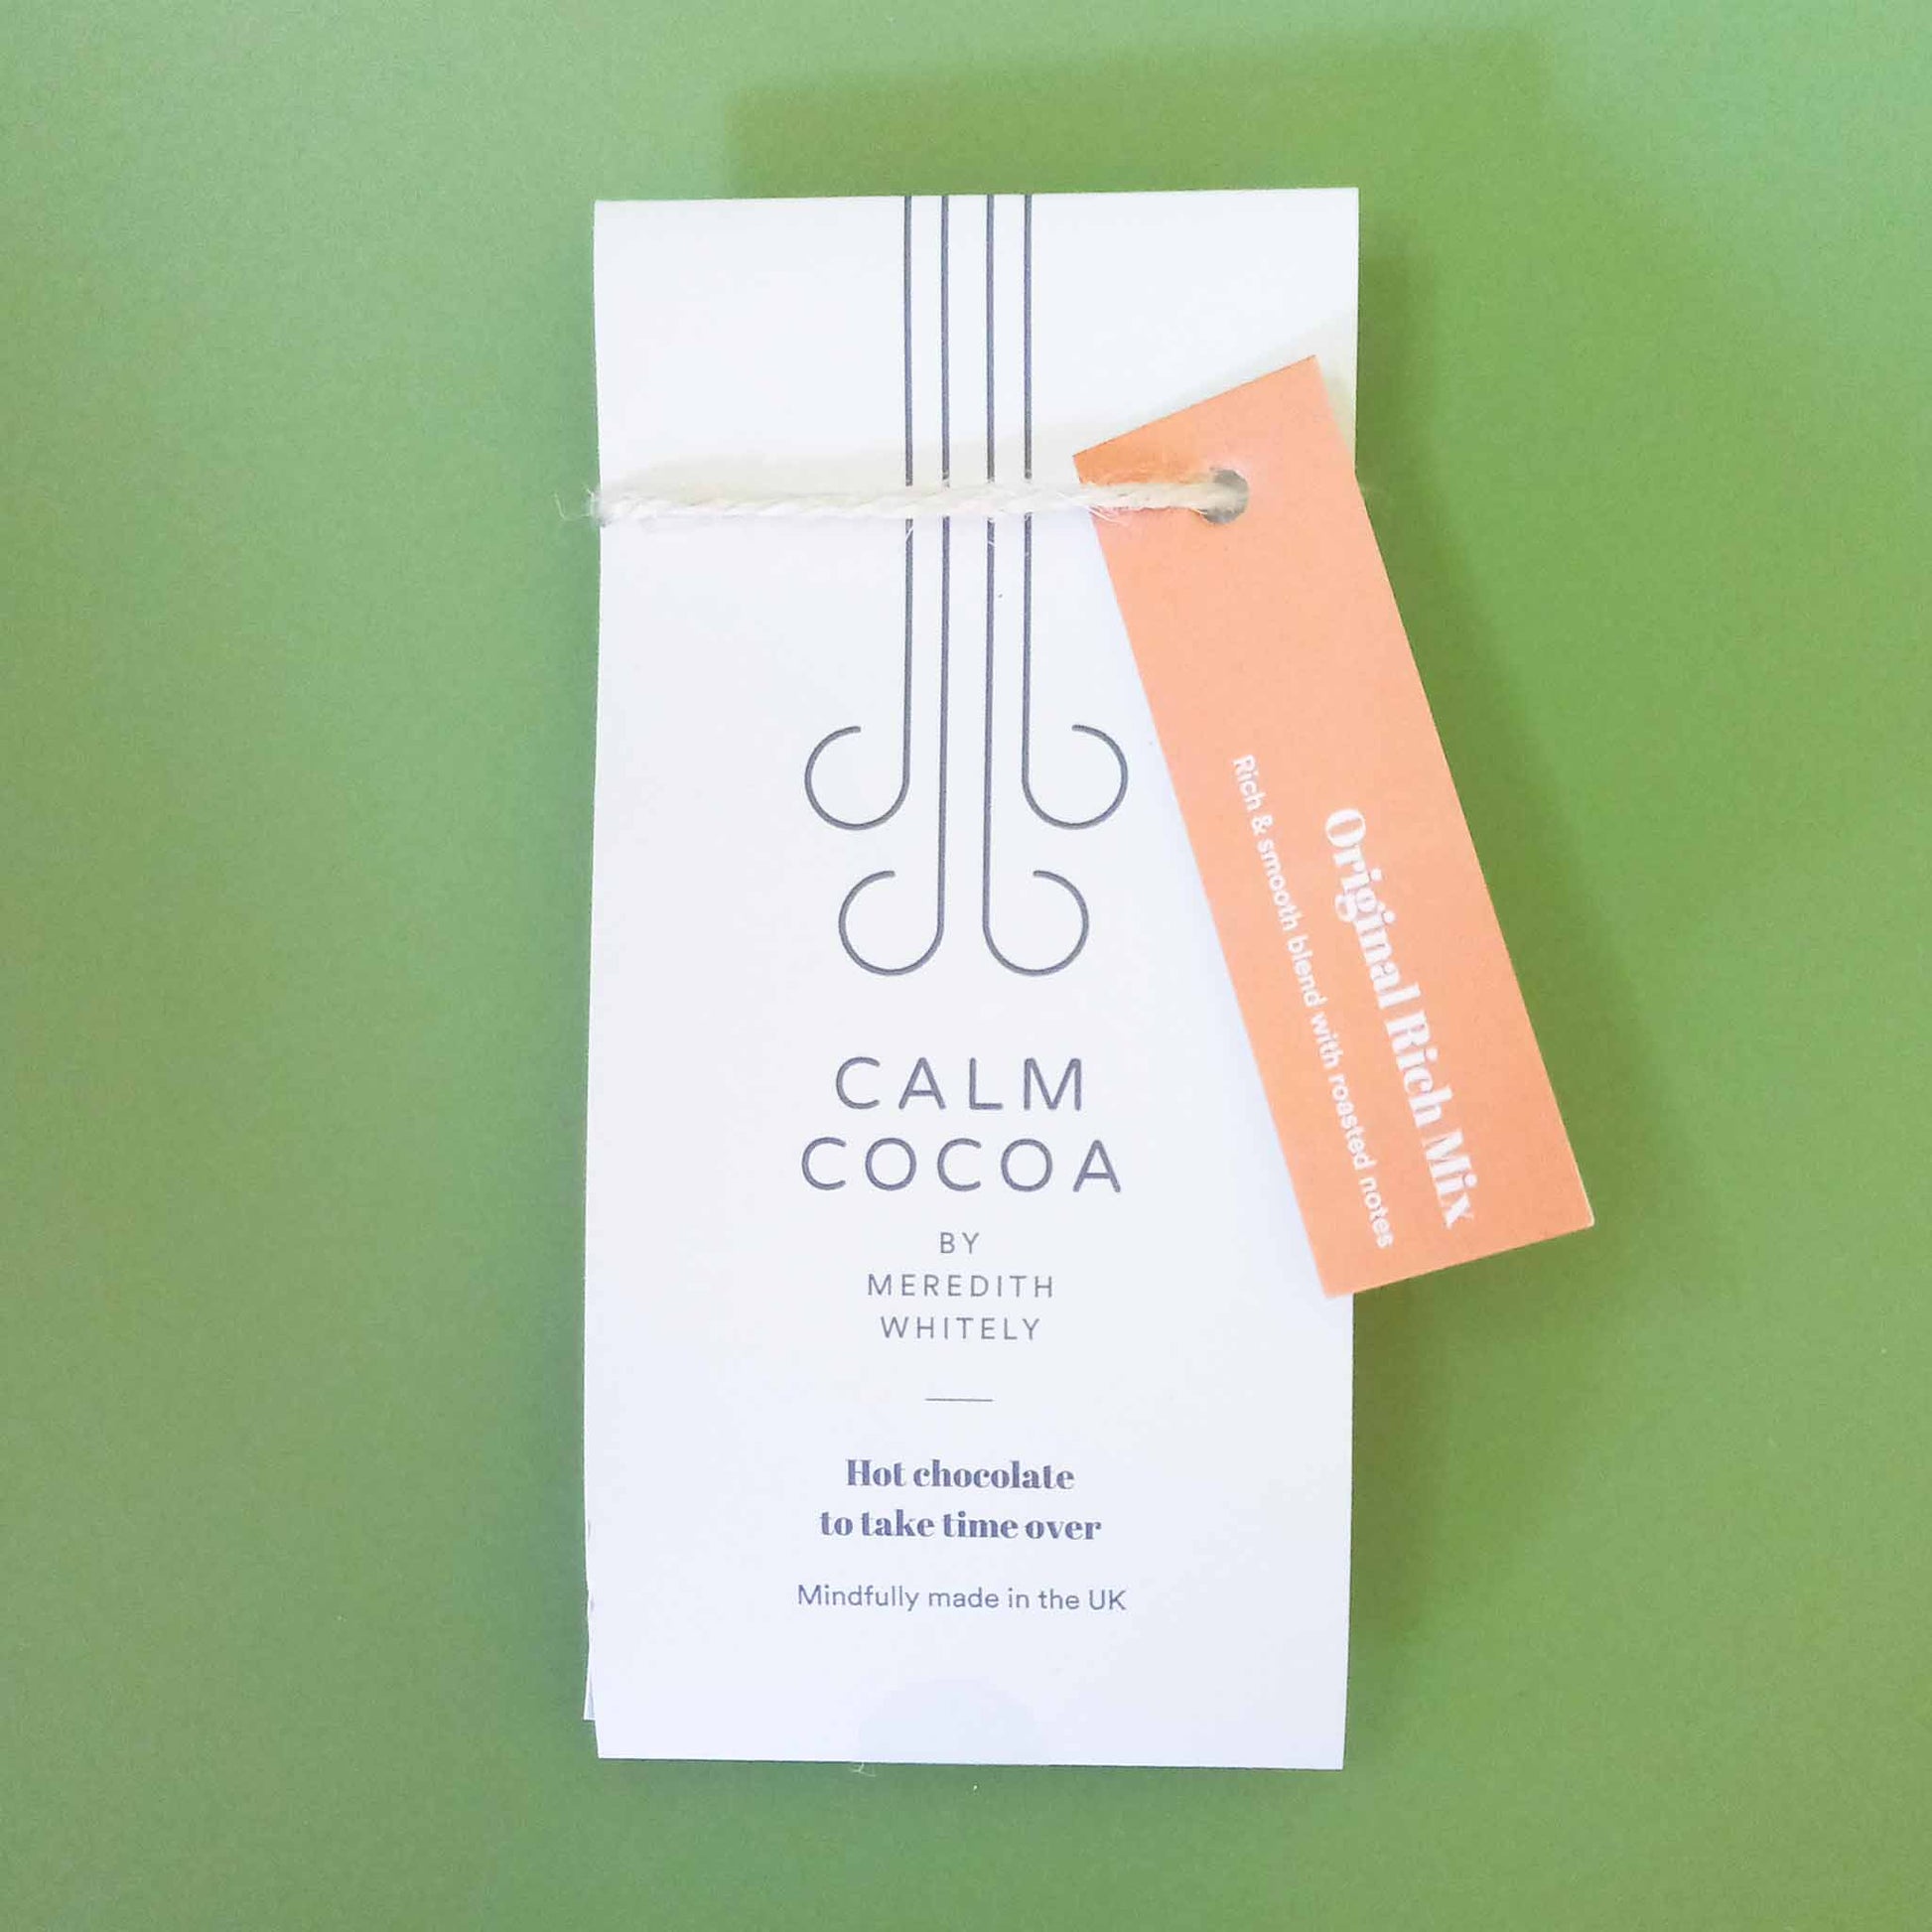 CALM
COCOA
BY
MEREDITH
WHITELY
Hot chocolate
to take time over
Mindfully made in the UK
Original Rich Mix
Rich & smooth blend with roasted notes